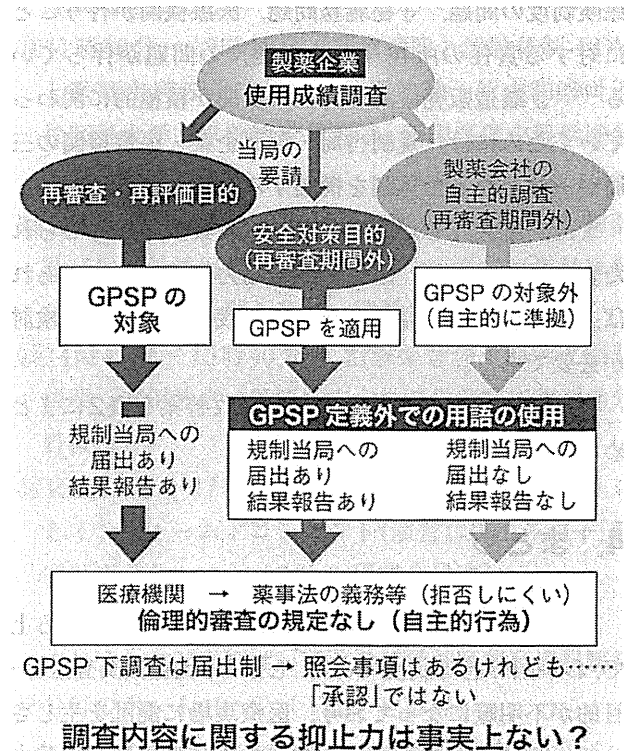 製薬企業
使用成績調査
当局の
要請
再審査・再評価目的
安全対策目的
(再審査期間外)
製薬会社の
自主的調査
(再審査期間外)
GPSP の
対象
GPSP を適用
GPSP の対象外
(自主的に準拠)
GPSP 定義外での用語の使用
規制当局への
届出あり
結果報告あり
規制当局への
届出あり
結果報告あり
規制当局への
届出なし
結果報告なし
医療機関 → 薬事法の義務等(拒否しにくい)
倫理的審査の規定なし(自主的行為)
GPSP 下調査は届出制 → 照会事項はあるけれども……
「承認」ではない
調査内容に関する抑止力は事実上ない?